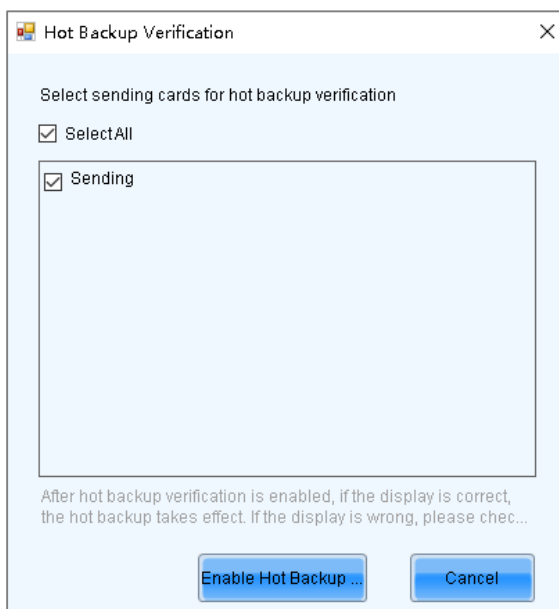 Hot Backup Verification
Select sending cards for hot backup verification
SelectAll
Sending
After hot backup verification is enabled, if the display is correct,
the hot backup takes effect. If the display is wrong, please chec...
Enable Hot Backup ...
Cancel